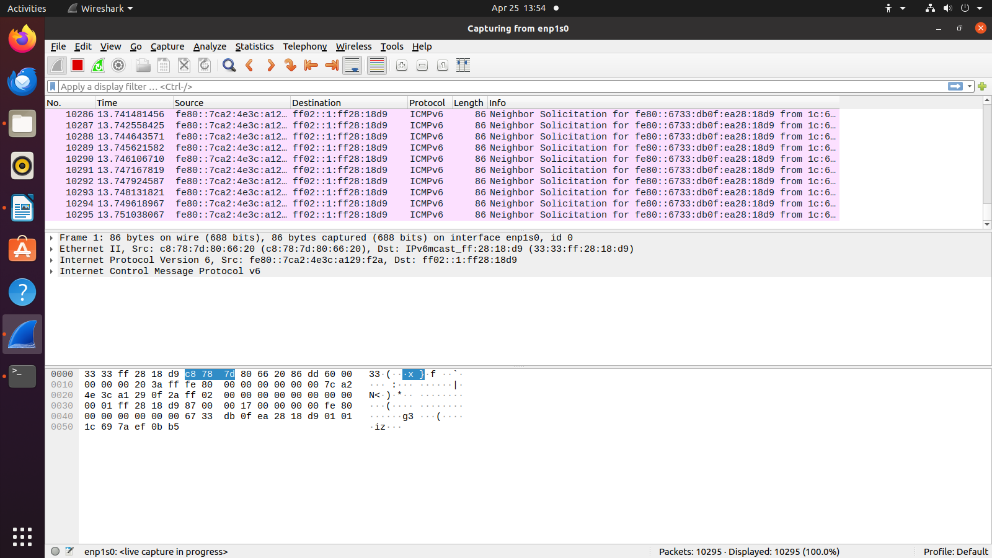 Activities Wireshark Apr 25 13:54
Capturing from enp1s0
File Edit View Go Capture Analyze Statistics Telephony Wireless Tools Help
Apply a display filter … <Ctrl-/>
No. Time Source Destination Protocol Length Info
10286 13.741481456 fe80::7ca2:4e3c:a12… ff02::1:ff28:18d9 ICMPv6 86 Neighbor Solicitation for fe80::6733:db0f:ea28:18d9 from 1c:6…
10287 13.742558425 fe80::7ca2:4e3c:a12… ff02::1:ff28:18d9 ICMPv6 86 Neighbor Solicitation for fe80::6733:db0f:ea28:18d9 from 1c:6…
10288 13.744643571 fe80::7ca2:4e3c:a12… ff02::1:ff28:18d9 ICMPv6 86 Neighbor Solicitation for fe80::6733:db0f:ea28:18d9 from 1c:6…
10289 13.745621582 fe80::7ca2:4e3c:a12… ff02::1:ff28:18d9 ICMPv6 86 Neighbor Solicitation for fe80::6733:db0f:ea28:18d9 from 1c:6…
10290 13.746106710 fe80::7ca2:4e3c:a12… ff02::1:ff28:18d9 ICMPv6 86 Neighbor Solicitation for fe80::6733:db0f:ea28:18d9 from 1c:6…
10291 13.747167819 fe80::7ca2:4e3c:a12… ff02::1:ff28:18d9 ICMPv6 86 Neighbor Solicitation for fe80::6733:db0f:ea28:18d9 from 1c:6…
10292 13.747924587 fe80::7ca2:4e3c:a12… ff02::1:ff28:18d9 ICMPv6 86 Neighbor Solicitation for fe80::6733:db0f:ea28:18d9 from 1c:6…
10293 13.748131821 fe80::7ca2:4e3c:a12… ff02::1:ff28:18d9 ICMPv6 86 Neighbor Solicitation for fe80::6733:db0f:ea28:18d9 from 1c:6…
10294 13.749618967 fe80::7ca2:4e3c:a12… ff02::1:ff28:18d9 ICMPv6 86 Neighbor Solicitation for fe80::6733:db0f:ea28:18d9 from 1c:6…
10295 13.751038067 fe80::7ca2:4e3c:a12… ff02::1:ff28:18d9 ICMPv6 86 Neighbor Solicitation for fe80::6733:db0f:ea28:18d9 from 1c:6…
Frame 1: 86 bytes on wire (688 bits), 86 bytes captured (688 bits) on interface enp1s0, id 0
Ethernet II, Src: c8:78:7d:80:66:20 (c8:78:7d:80:66:20), Dst: IPv6mcast_ff:28:18:d9 (33:33:ff:28:18:d9)
Internet Protocol Version 6, Src: fe80::7ca2:4e3c:a129:f2a, Dst: ff02::1:ff28:18d9
Internet Control Message Protocol v6
0000 33 33 ff 28 18 d9 c8 78 7d 80 66 20 86 dd 60 00 33·(···x }·f ··`·
0010 00 00 00 20 3a ff fe 80 00 00 00 00 00 00 7c a2 ··· :··· ······|·
0020 4e 3c a1 29 0f 2a ff 02 00 00 00 00 00 00 00 00 N<·)·*·· ········
0030 00 01 ff 28 18 d9 87 00 00 17 00 00 00 00 fe 80 ···(···· ········
0040 00 00 00 00 00 00 67 33 db 0f ea 28 18 d9 01 01 ······g3 ···(····
0050 1c 69 7a ef 0b b5 ·iz···
enp1s0: <live capture in progress> Packets: 10295 · Displayed: 10295 (100.0%) Profile: Default